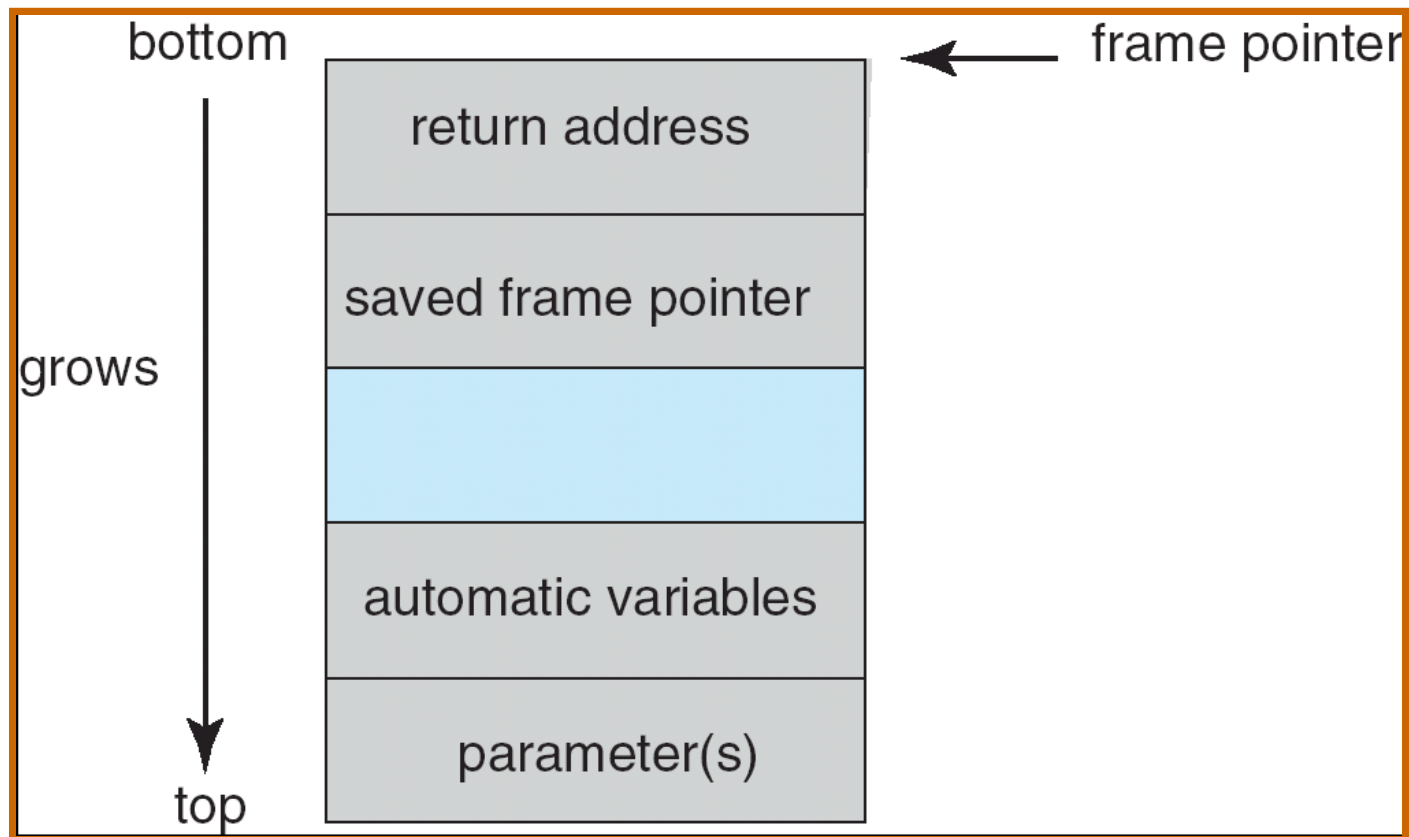 bottom
frame pointer
return address
saved frame pointer
grows
automatic variables
parameter(s)
top